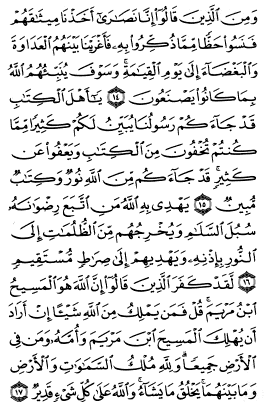 وَمِنَ ٱلَّذِينَ قَالُوٓا۟ إِنَّا نَصَٰرَىٰٓ أَخَذْنَا مِيثَٰقَهُمْ
فَنَسُوا۟ حَظًّا مِّمَّا ذُكِّرُوا۟ بِهِۦ فَأَغْرَيْنَا بَيْنَهُمُ ٱلْعَدَاوَةَ
وَٱلْبَغْضَآءَ إِلَىٰ يَوْمِ ٱلْقِيَٰمَةِ ۚ وَسَوْفَ يُنَبِّئُهُمُ ٱللَّهُ
بِمَا كَانُوا۟ يَصْنَعُونَ ١٤ يَٰٓأَهْلَ ٱلْكِتَٰبِ
قَدْ جَآءَكُمْ رَسُولُنَا يُبَيِّنُ لَكُمْ كَثِيرًا مِّمَّا
كُنتُمْ تُخْفُونَ مِنَ ٱلْكِتَٰبِ وَيَعْفُوا۟ عَن
كَثِيرٍ ۚ قَدْ جَآءَكُم مِّنَ ٱللَّهِ نُورٌ وَكِتَٰبٌ
مُّبِينٌ ١٥ يَهْدِى بِهِ ٱللَّهُ مَنِ ٱتَّبَعَ رِضْوَٰنَهُۥ
سُبُلَ ٱلسَّلَٰمِ وَيُخْرِجُهُم مِّنَ ٱلظُّلُمَٰتِ إِلَى
ٱلنُّورِ بِإِذْنِهِۦ وَيَهْدِيهِمْ إِلَىٰ صِرَٰطٍ مُّسْتَقِيمٍ
١٦ لَّقَدْ كَفَرَ ٱلَّذِينَ قَالُوٓا۟ إِنَّ ٱللَّهَ هُوَ ٱلْمَسِيحُ
ٱبْنُ مَرْيَمَ ۚ قُلْ فَمَن يَمْلِكُ مِنَ ٱللَّهِ شَيْـًٔا إِنْ أَرَادَ
أَن يُهْلِكَ ٱلْمَسِيحَ ٱبْنَ مَرْيَمَ وَأُمَّهُۥ وَمَن فِى
ٱلْأَرْضِ جَمِيعًا ۗ وَلِلَّهِ مُلْكُ ٱلسَّمَٰوَٰتِ وَٱلْأَرْضِ
وَمَا بَيْنَهُمَا ۚ يَخْلُقُ مَا يَشَآءُ ۚ وَٱللَّهُ عَلَىٰ كُلِّ شَىْءٍ قَدِيرٌ ١٧